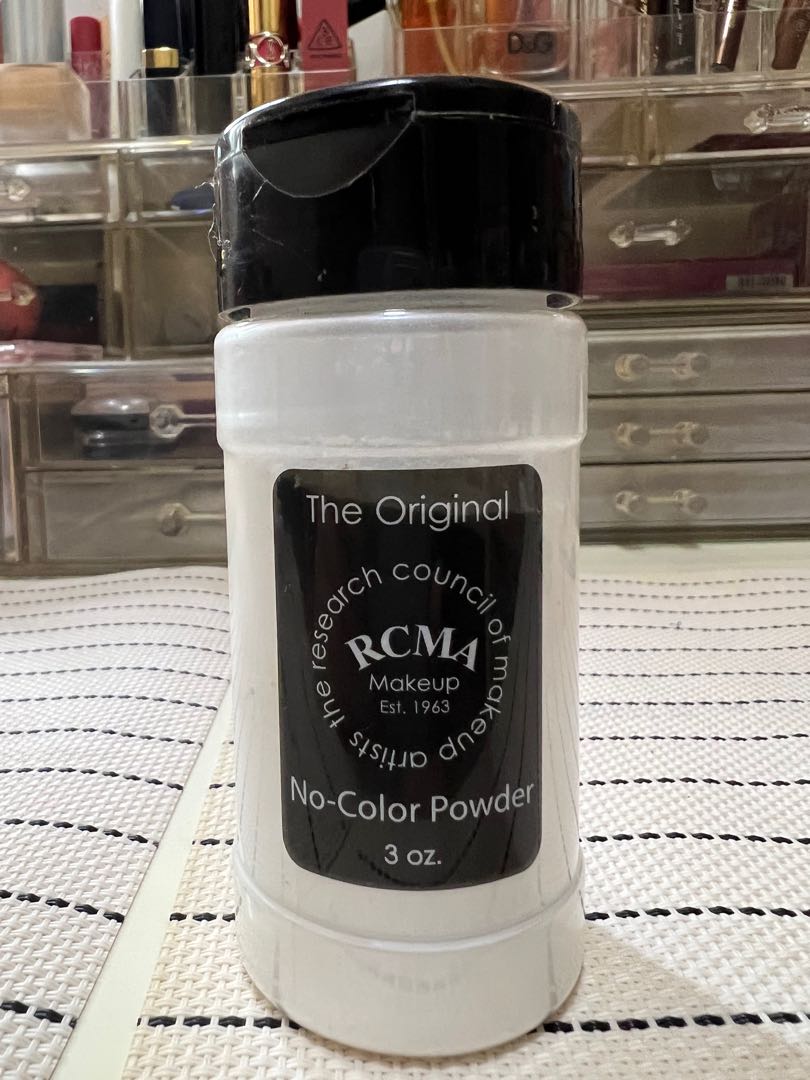 D&G
The Original
the research council of makeup artists
RCMA
Makeup
Est. 1963
No-Color Powder
3 oz.